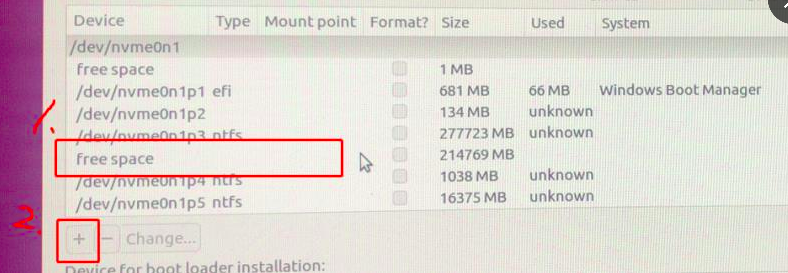 Device Type Mount point Format? Size Used System
/dev/nvme0n1
free space 1 MB
/dev/nvme0n1p1 efi 681 MB 66 MB Windows Boot Manager
/dev/nvme0n1p2 134 MB unknown
/dev/nvme0n1p3 ntfs 277723 MB unknown
1.
free space 214769 MB
/dev/nvme0n1p4 ntfs 1038 MB unknown
/dev/nvme0n1p5 ntfs 16375 MB unknown
2.
+ − Change...
Device for boot loader installation: